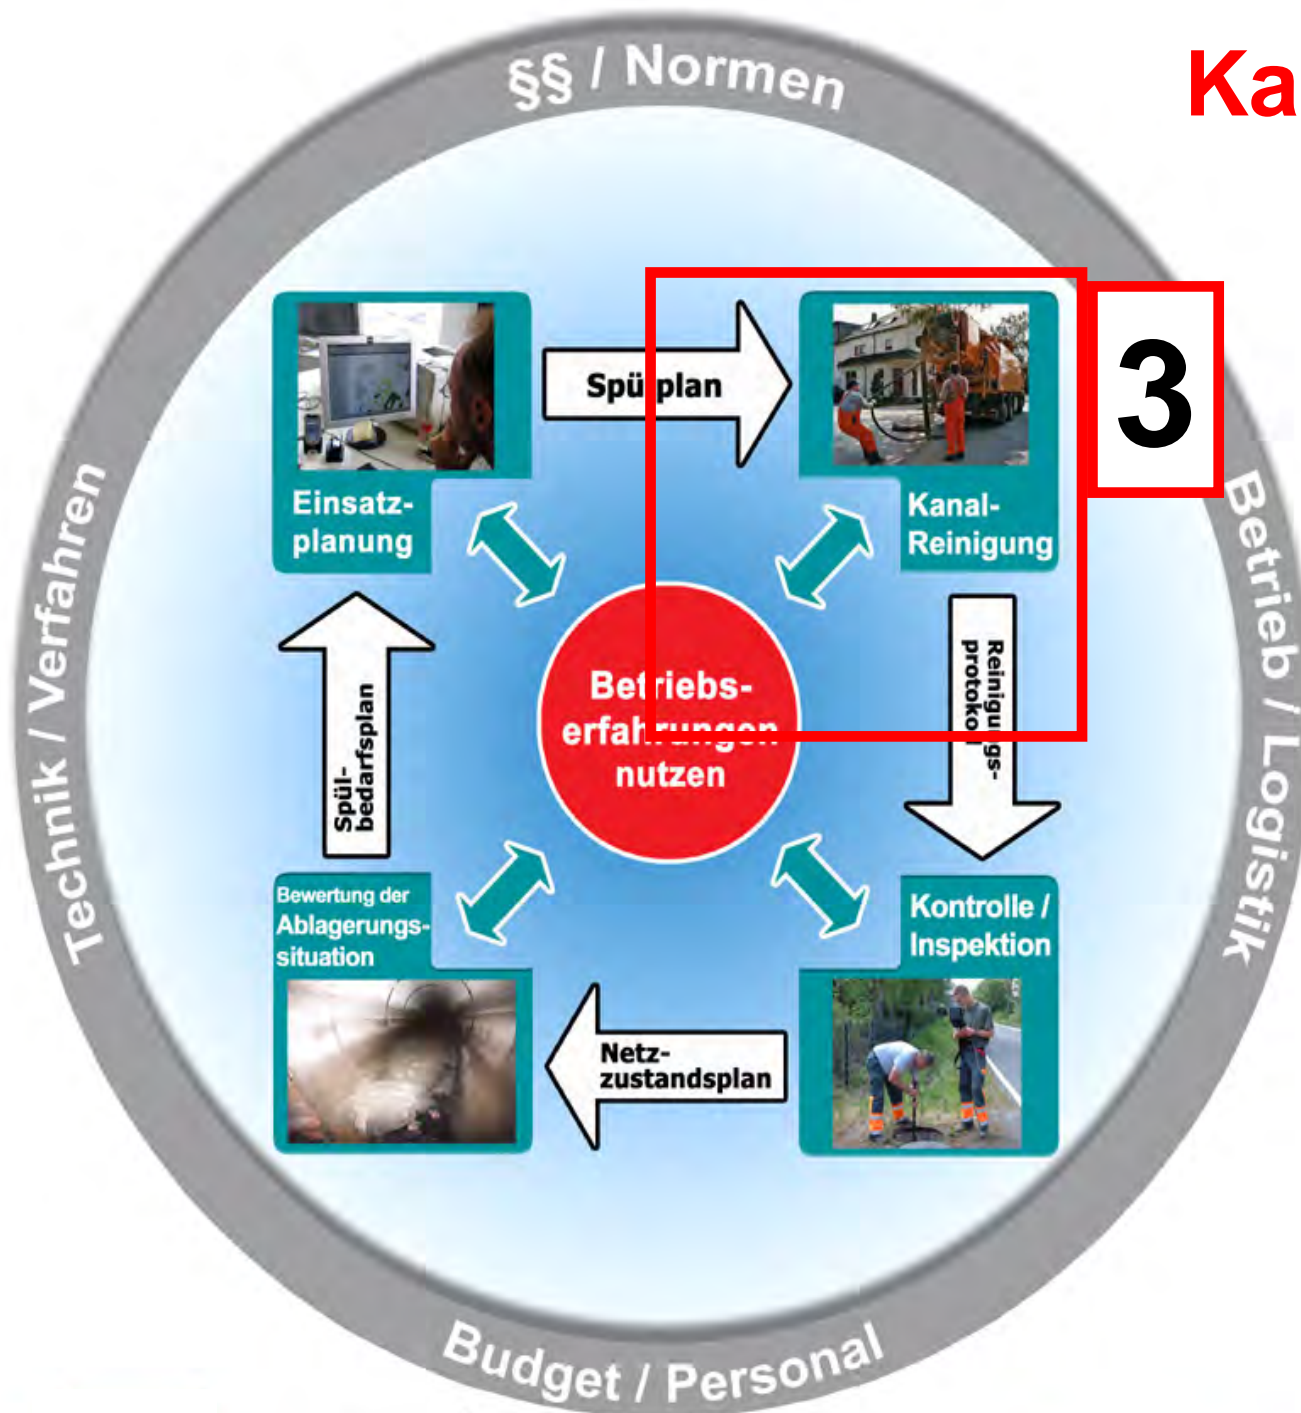 §§ / Normen
Ka
3
Spülplan
Einsatz-
planung
Kanal-
Reinigung
Technik / Verfahren
Betrieb / Logistik
Spül-
bedarfsplan
Betriebs-
erfahrungen
nutzen
Reinigungs-
protokoll
Bewertung der
Ablagerungs-
situation
Kontrolle /
Inspektion
Netz-
zustandsplan
Budget / Personal